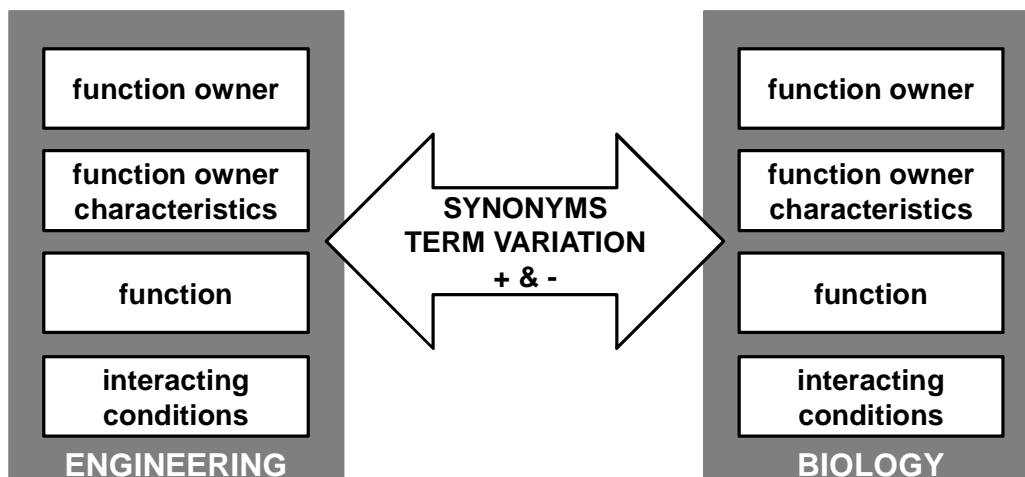 function owner
function owner
characteristics
function
interacting
conditions
ENGINEERING
SYNONYMS
TERM VARIATION
+ & -
function owner
function owner
characteristics
function
interacting
conditions
BIOLOGY